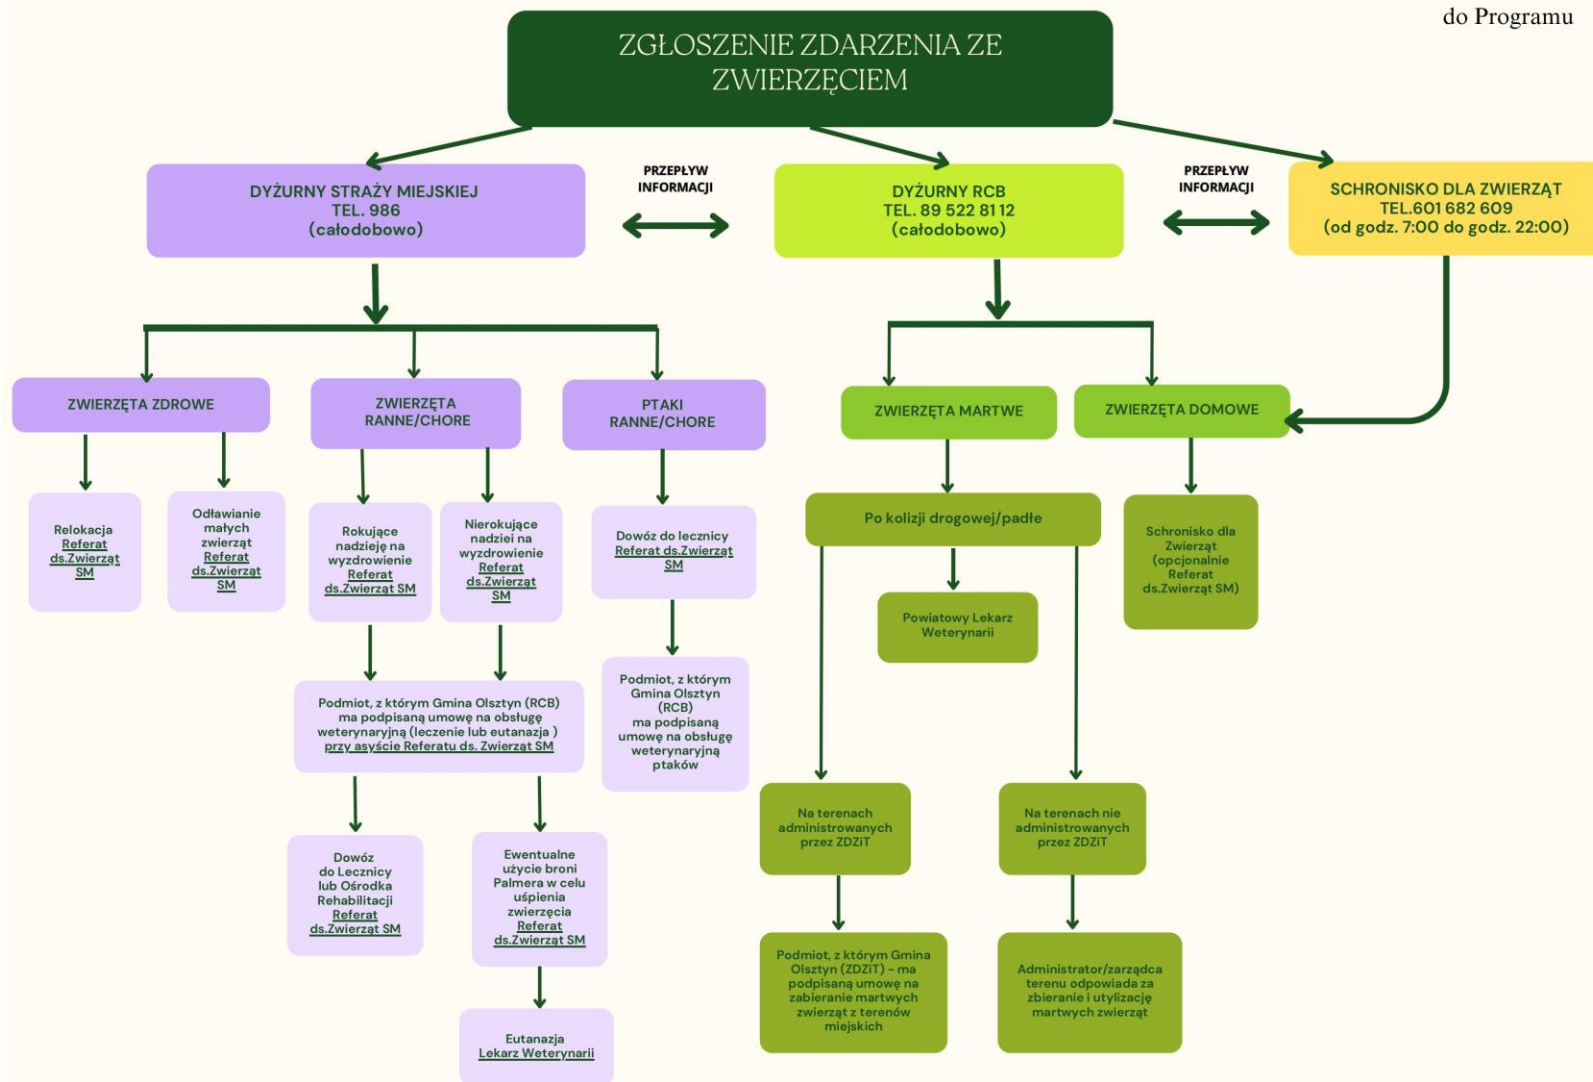 do Programu
ZGŁOSZENIE ZDARZENIA ZE
ZWIERZĘCIEM
DYŻURNY STRAŻY MIEJSKIEJ
TEL. 986
(całodobowo)
PRZEPŁYW
INFORMACJI
DYŻURNY RCB
TEL. 89 522 81 12
(całodobowo)
PRZEPŁYW
INFORMACJI
SCHRONISKO DLA ZWIERZĄT
TEL.601 682 609
(od godz. 7:00 do godz. 22:00)
ZWIERZĘTA ZDROWE
ZWIERZĘTA
RANNE/CHORE
PTAKI
RANNE/CHORE
ZWIERZĘTA MARTWE
ZWIERZĘTA DOMOWE
Relokacja
Referat
ds.Zwierząt
SM
Odławianie
małych
zwierząt
Referat
ds.Zwierząt
SM
Rokujące
nadzieję na
wyzdrowienie
Referat
ds.Zwierząt SM
Nierokujące
nadziei na
wyzdrowienie
Referat
ds.Zwierząt
SM
Dowóz do lecznicy
Referat ds.Zwierząt
SM
Po kolizji drogowej/padłe
Schronisko dla
Zwierząt
(opcjonalnie
Referat
ds.Zwierząt SM)
Powiatowy Lekarz
Weterynarii
Podmiot, z którym Gmina Olsztyn (RCB)
ma podpisaną umowę na obsługę
weterynaryjną (leczenie lub eutanazja )
przy asyście Referatu ds. Zwierząt SM
Podmiot, z którym
Gmina Olsztyn
(RCB)
ma podpisaną
umowę na obsługę
weterynaryjną
ptaków
Na terenach
administrowanych
przez ZDZiT
Na terenach nie
administrowanych
przez ZDZiT
Dowóz
do Lecznicy
lub Ośrodka
Rehabilitacji
Referat
ds.Zwierząt SM
Ewentualne
użycie broni
Palmera w celu
uśpienia
zwierzęcia
Referat
ds.Zwierząt SM
Podmiot, z którym Gmina
Olsztyn (ZDZiT) - ma
podpisaną umowę na
zabieranie martwych
zwierząt z terenów
miejskich
Administrator/zarządca
terenu odpowiada za
zbieranie i utylizację
martwych zwierząt
Eutanazja
Lekarz Weterynarii